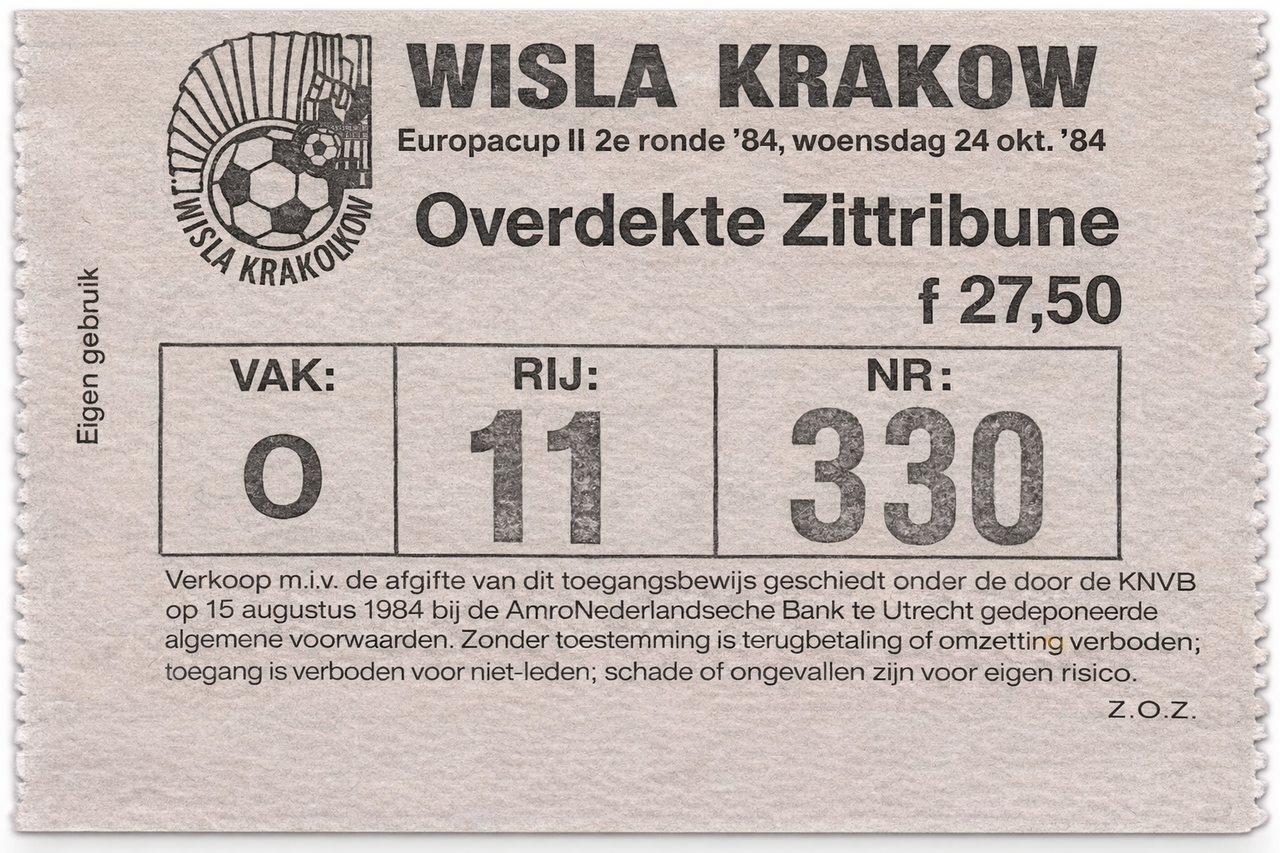 WISLA KRAKOW
Europacup II 2e ronde ’84, woensdag 24 okt. ’84
Overdekte Zittribune
f 27,50
T.J WISLA KRAKOLKOW
Eigen gebruik
VAK: RIJ: NR:
O 11 330
Verkoop m.i.v. de afgifte van dit toegangsbewijs geschiedt onder de door de KNVB
op 15 augustus 1984 bij de AmroNederlandseche Bank te Utrecht gedeponeerde
algemene voorwaarden. Zonder toestemming is terugbetaling of omzetting verboden;
toegang is verboden voor niet-leden; schade of ongevallen zijn voor eigen risico.
Z.O.Z.